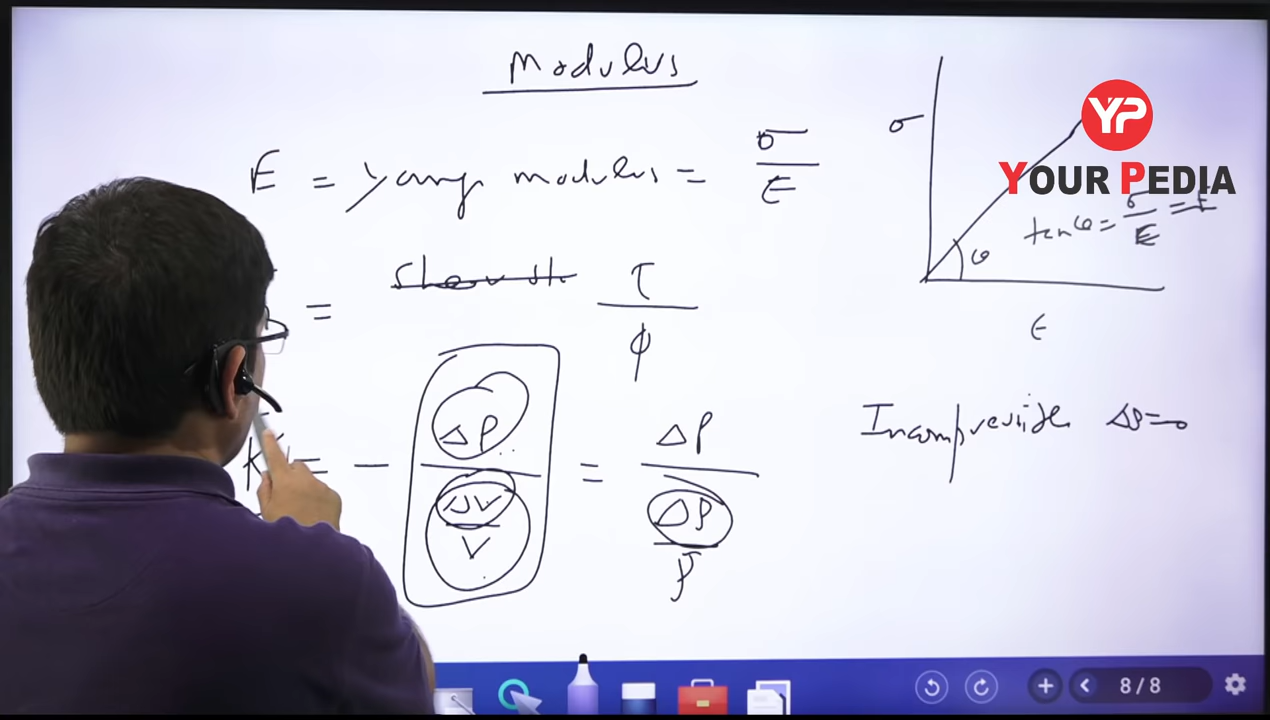 Modulus
E = Young modulus = σ/ϵ
= τ/ϕ
K = - ΔP/(ΔV/V) = ΔP/(Δρ/ρ)
σ
YP
YOUR PEDIA
tanθ = σ/ϵ = E
θ
ϵ
Incompressible Δρ=0
8/8